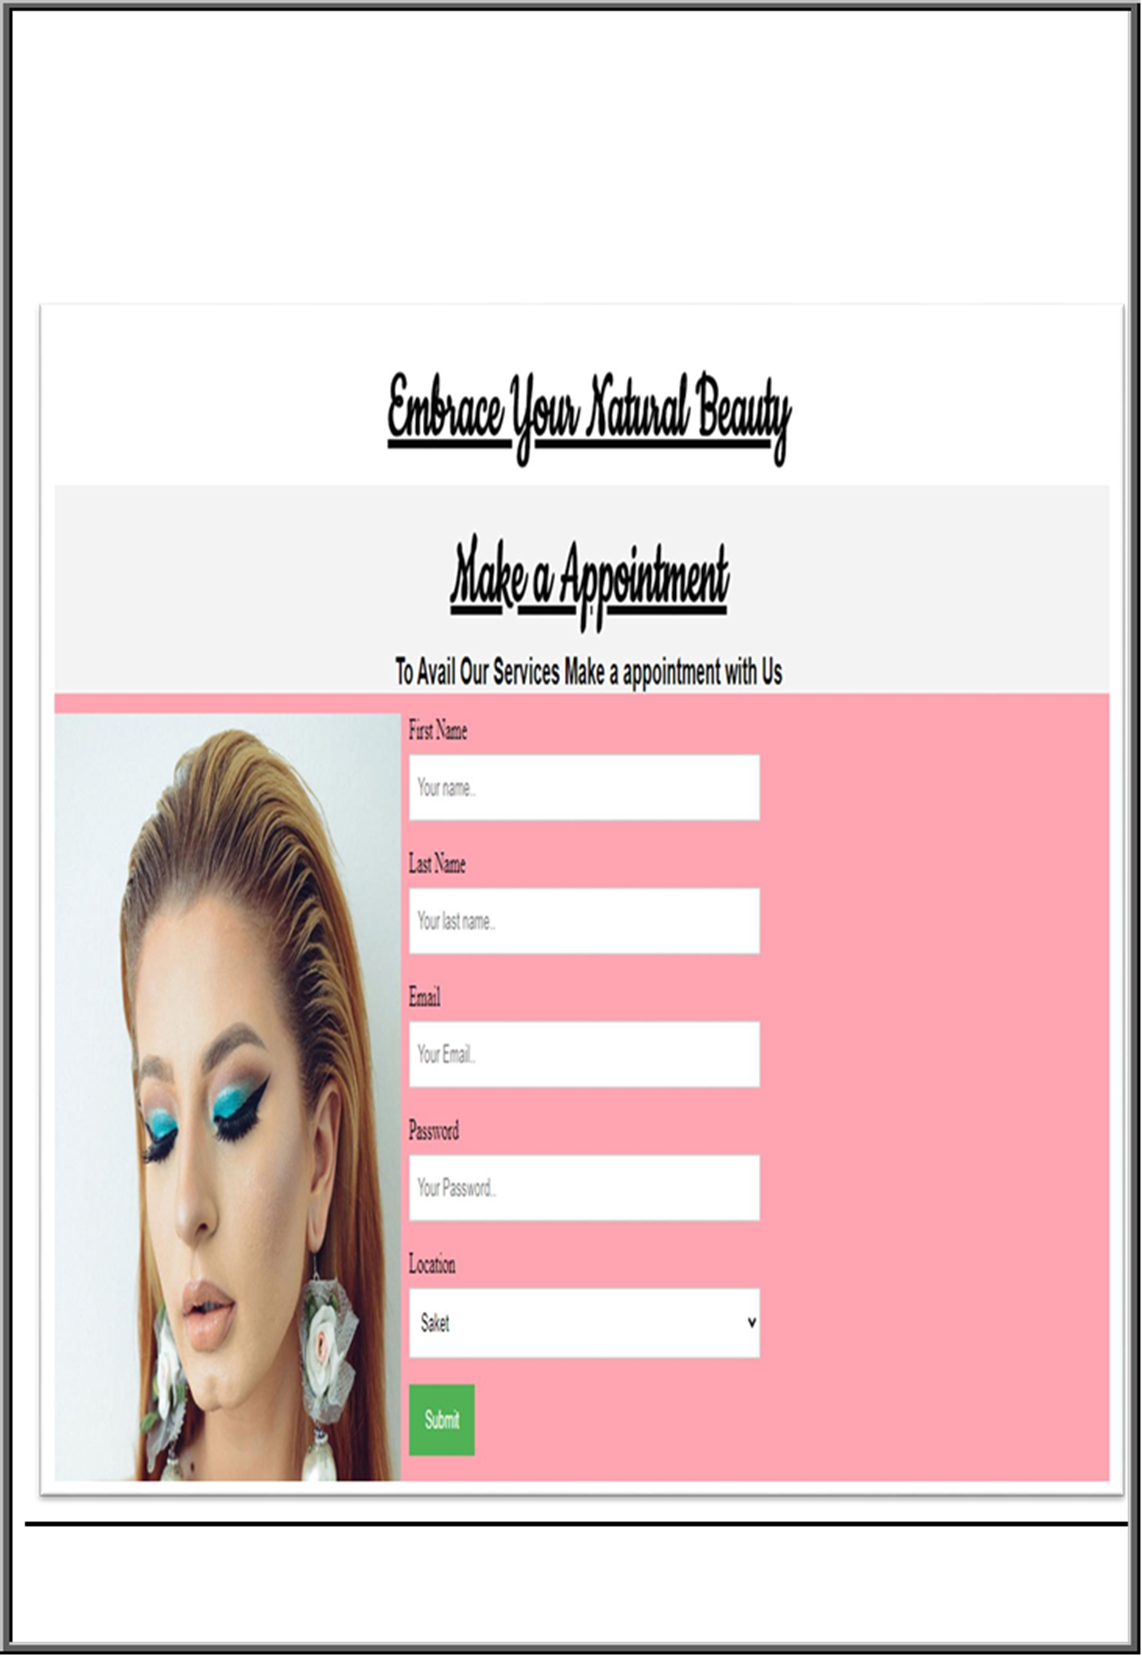 Embrace Your Natural Beauty
Make a Appointment
To Avail Our Services Make a appointment with Us
First Name
Your name..
Last Name
Your last name..
Email
Your Email..
Password
Your Password..
Location
Saket
Submit